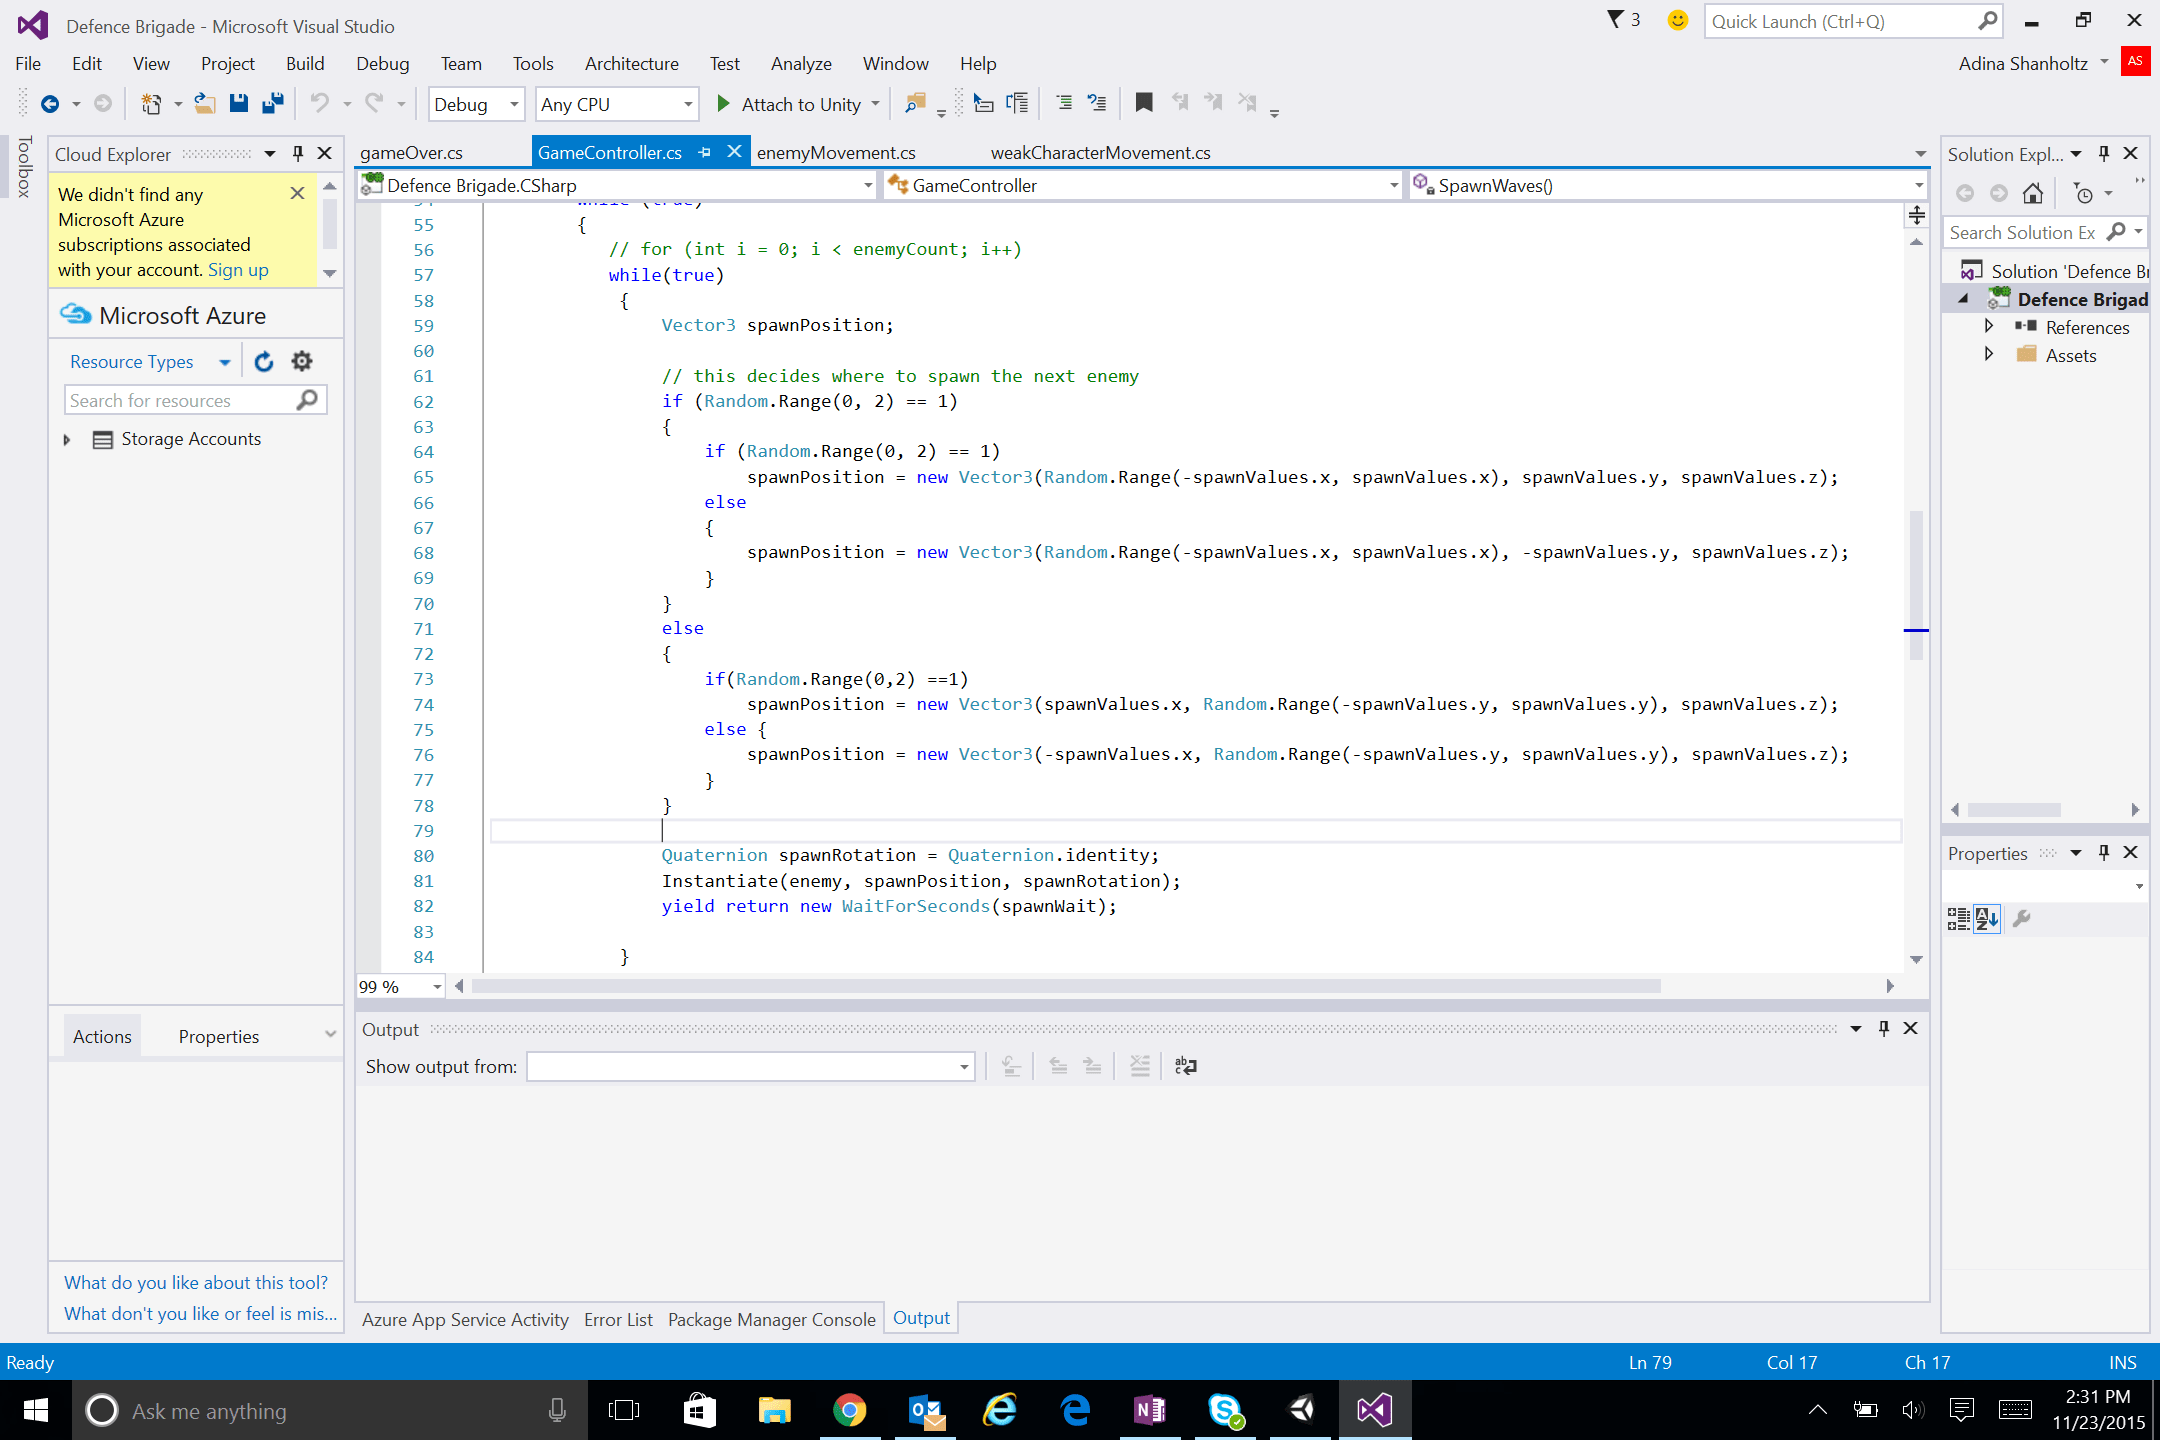 Defence Brigade - Microsoft Visual Studio
3
Quick Launch (Ctrl+Q)
File Edit View Project Build Debug Team Tools Architecture Test Analyze Window Help
Adina Shanholtz
AS
Debug
Any CPU
Attach to Unity
Toolbox
Cloud Explorer
We didn't find any
Microsoft Azure
subscriptions associated
with your account. Sign up
Microsoft Azure
Resource Types
Search for resources
Storage Accounts
Actions Properties
What do you like about this tool?
What don't you like or feel is mis...
gameOver.cs GameController.cs enemyMovement.cs weakCharacterMovement.cs
Defence Brigade.CSharp GameController SpawnWaves()
54 while (true)
55 {
56 // for (int i = 0; i < enemyCount; i++)
57 while(true)
58 {
59 Vector3 spawnPosition;
60
61 // this decides where to spawn the next enemy
62 if (Random.Range(0, 2) == 1)
63 {
64 if (Random.Range(0, 2) == 1)
65 spawnPosition = new Vector3(Random.Range(-spawnValues.x, spawnValues.x), spawnValues.y, spawnValues.z);
66 else
67 {
68 spawnPosition = new Vector3(Random.Range(-spawnValues.x, spawnValues.x), -spawnValues.y, spawnValues.z);
69 }
70 }
71 else
72 {
73 if(Random.Range(0,2) ==1)
74 spawnPosition = new Vector3(spawnValues.x, Random.Range(-spawnValues.y, spawnValues.y), spawnValues.z);
75 else {
76 spawnPosition = new Vector3(-spawnValues.x, Random.Range(-spawnValues.y, spawnValues.y), spawnValues.z);
77 }
78 }
79
80 Quaternion spawnRotation = Quaternion.identity;
81 Instantiate(enemy, spawnPosition, spawnRotation);
82 yield return new WaitForSeconds(spawnWait);
83
84 }
99 %
Output
Show output from:
Azure App Service Activity Error List Package Manager Console Output
Solution Expl...
Search Solution Ex
Solution 'Defence Br
Defence Brigad
References
Assets
Properties
Ready
Ln 79 Col 17 Ch 17 INS
Ask me anything
2:31 PM
11/23/2015